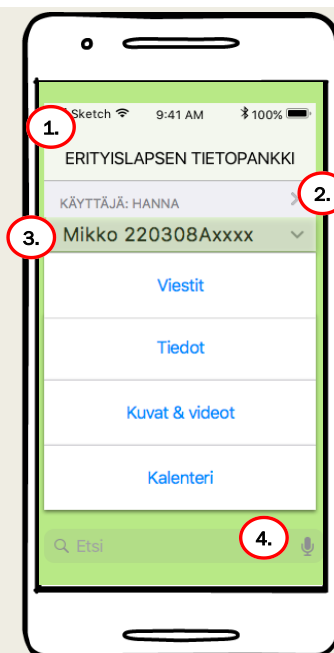 Sketch 9:41 AM 100%
1.
ERITYISLAPSEN TIETOPANKKI
KÄYTTÄJÄ: HANNA
2.
3. Mikko 220308Axxxx
Viestit
Tiedot
Kuvat & videot
Kalenteri
Etsi
4.